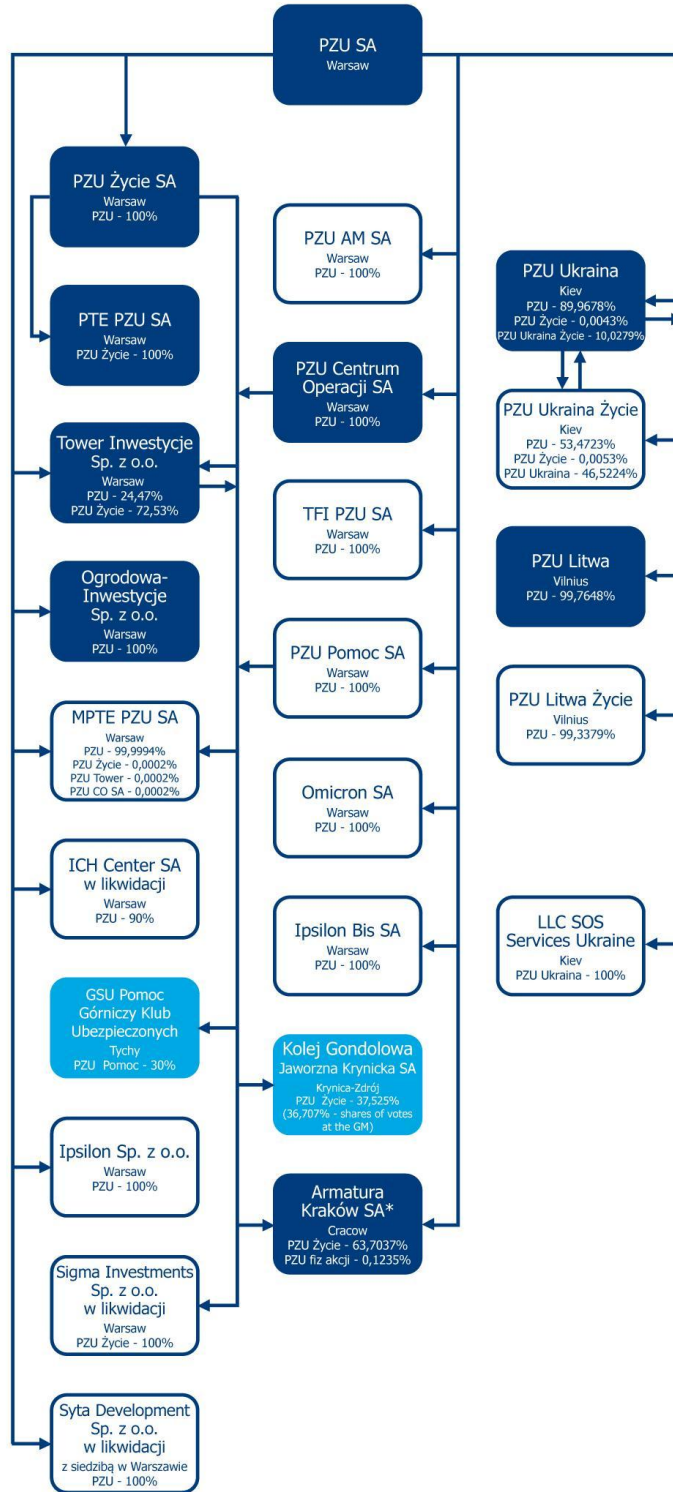 PZU SA
Warsaw
PZU Życie SA
Warsaw
PZU - 100%
PTE PZU SA
Warsaw
PZU Życie - 100%
Tower Inwestycje
Sp. z o.o.
Warsaw
PZU - 24,47%
PZU Życie - 72,53%
Ogrodowa-
Inwestycje
Sp. z o.o.
Warsaw
PZU - 100%
MPTE PZU SA
Warsaw
PZU - 99,9994%
PZU Życie - 0,0002%
PZU Tower - 0,0002%
PZU CO SA - 0,0002%
ICH Center SA
w likwidacji
Warsaw
PZU - 90%
GSU Pomoc
Górniczy Klub
Ubezpieczonych
Tychy
PZU Pomoc - 30%
Ipsilon Sp. z o.o.
Warsaw
PZU - 100%
Sigma Investments
Sp. z o.o.
w likwidacji
Warsaw
PZU Życie - 100%
Syta Development
Sp. z o.o.
w likwidacji
z siedzibą w Warszawie
PZU - 100%
PZU AM SA
Warsaw
PZU - 100%
PZU Centrum
Operacji SA
Warsaw
PZU - 100%
TFI PZU SA
Warsaw
PZU - 100%
PZU Pomoc SA
Warsaw
PZU - 100%
Omicron SA
Warsaw
PZU - 100%
Ipsilon Bis SA
Warsaw
PZU - 100%
Kolej Gondolowa
Jaworzna Krynicka SA
Krynica-Zdrój
PZU Życie - 37,525%
(36,707% - shares of votes
at the GM)
Armatura
Kraków SA*
Cracow
PZU Życie - 63,7037%
PZU fiz akcji - 0,1235%
PZU Ukraina
Kiev
PZU - 89,9678%
PZU Życie - 0,0043%
PZU Ukraina Życie - 10,0279%
PZU Ukraina Życie
Kiev
PZU - 53,4723%
PZU Życie - 0,0053%
PZU Ukraina - 46,5224%
PZU Litwa
Vilnius
PZU - 99,7648%
PZU Litwa Życie
Vilnius
PZU - 99,3379%
LLC SOS
Services Ukraine
Kiev
PZU Ukraina - 100%